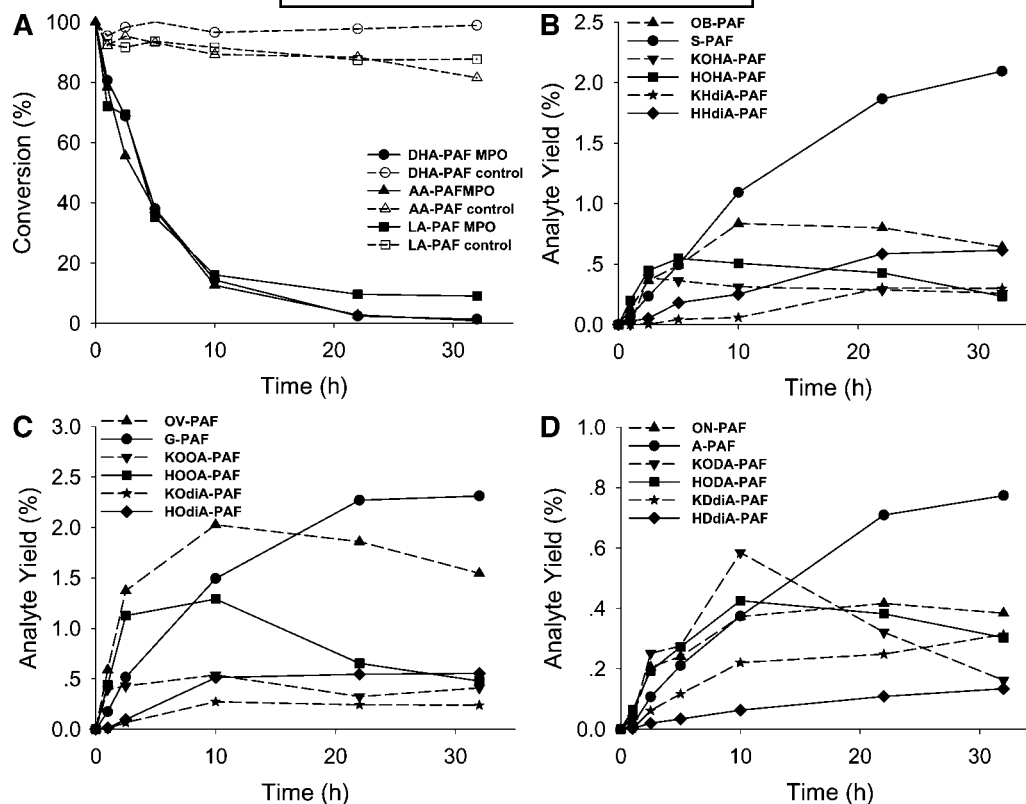 A
100
80
60
40
20
0
Conversion (%)
DHA-PAF MPO
DHA-PAF control
AA-PAFMPO
AA-PAF control
LA-PAF MPO
LA-PAF control
0 10 20 30
Time (h)
B
2.5
2.0
1.5
1.0
.5
0.0
Analyte Yield (%)
OB-PAF
S-PAF
KOHA-PAF
HOHA-PAF
KHdiA-PAF
HHdiA-PAF
0 10 20 30
Time (h)
C
3.0
2.5
2.0
1.5
1.0
.5
0.0
Analyte Yield (%)
OV-PAF
G-PAF
KOOA-PAF
HOOA-PAF
KOdiA-PAF
HOdiA-PAF
0 10 20 30
Time (h)
D
1.0
.8
.6
.4
.2
0.0
Analyte Yield (%)
ON-PAF
A-PAF
KODA-PAF
HODA-PAF
KDdiA-PAF
HDdiA-PAF
0 10 20 30
Time (h)